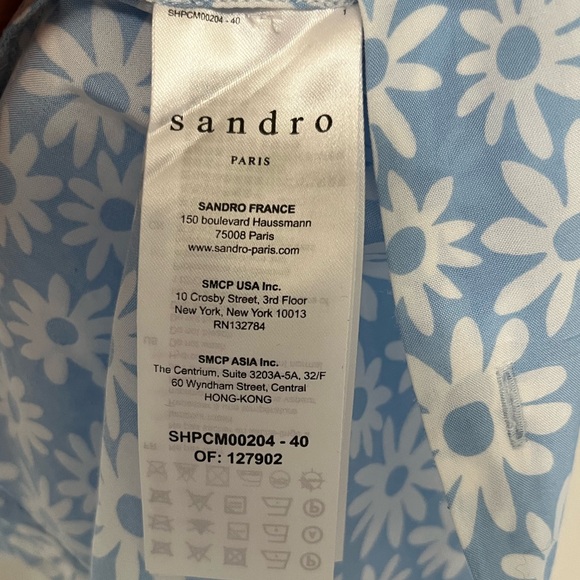 SHPCM00204 - 40
sandro
PARIS
SANDRO FRANCE
150 boulevard Haussmann
75008 Paris
www.sandro-paris.com
SMCP USA Inc.
10 Crosby Street, 3rd Floor
New York, New York 10013
RN132784
SMCP ASIA Inc.
The Centrium, Suite 3203A-5A, 32/F
60 Wyndham Street, Central
HONG-KONG
SHPCM00204 - 40
OF: 127902